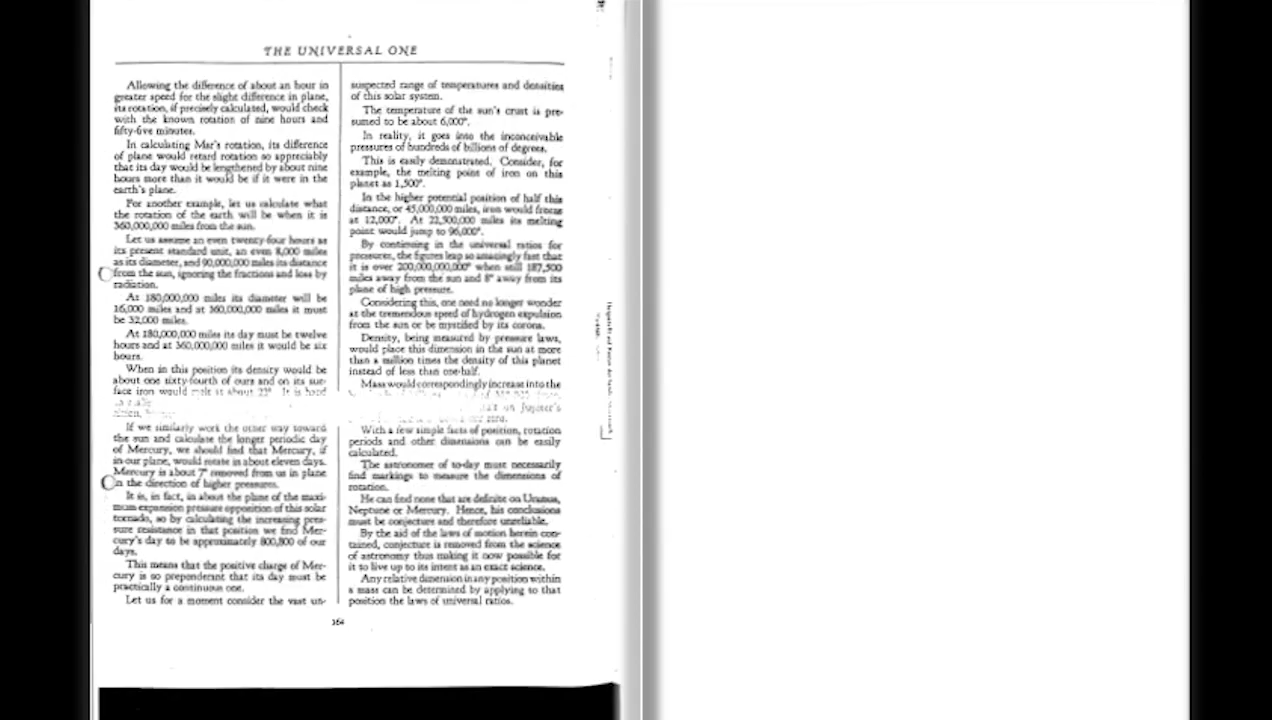 THE UNIVERSAL ONE
Allowing the difference of about an hour in
greater speed for the slight difference in plane,
its rotation, if precisely calculated, would check
with the known rotation of nine hours and
fifty-five minutes.
In calculating Mar's rotation, its difference
of plane would retard rotation so appreciably
that its day would be lengthened by about nine
hours more than it would be if it were in the
earth's plane.
For another example, let us calculate what
the rotation of the earth will be when it is
360,000,000 miles from the sun.
Let us assume an even twenty-four hours as
its present standard unit, an even 8,000 miles
as its diameter, and 90,000,000 miles its distance
from the sun, ignoring the fractions and loss by
radiation.
At 180,000,000 miles its diameter will be
16,000 miles and at 360,000,000 miles it must
be 32,000 miles.
At 180,000,000 miles its day must be twelve
hours and at 360,000,000 miles it would be six
hours.
When in this position its density would be
about one sixty-fourth of ours and on its sur-
face iron would melt at about 22° It is hard
If we similarly work the other way toward
the sun and calculate the longer periodic day
of Mercury, we should find that Mercury, if
in our plane, would rotate in about eleven days.
Mercury is about 7° removed from us in plane
in the direction of higher pressures.
It is, in fact, in about the plane of the maxi-
mum expansion pressure opposition of this solar
tornado, so by calculating the increasing pres-
sure resistance in that position we find Mer-
cury's day to be approximately of our
days.
This means that the positive charge of Mer-
cury is so preponderant that its day must be
practically a continuous one.
Let us for a moment consider the vast un-
suspected range of temperatures and densities
of this solar system.
The temperature of the sun's crust is pre-
sumed to be about 6,000°.
In reality, it goes into the inconceivable
pressures of hundreds of billions of degrees.
This is easily demonstrated. Consider, for
example, the melting point of iron on this
planet as 1,500°.
In the higher potential position of half this
distance, or 45,000,000 miles, iron would freeze
at 12,000°. At 22,500,000 miles its melting
point would jump to 96,000°.
By continuing in the universal ratios for
pressures, the figures leap so amazingly fast that
it is over 200,000,000,000° when still 187,500
miles away from the sun and 8° away from its
plane of high pressure.
Considering this, one need no longer wonder
at the tremendous speed of hydrogen expulsion
from the sun or be mystified by its corona.
Density, being measured by pressure laws,
would place this dimension in the sun at more
than a million times the density of this planet
instead of less than one-half.
Mass would correspondingly increase into the
on Jupiter's
zero.
With a few simple facts of position, rotation
periods and other dimensions can be easily
calculated.
The astronomer of to-day must necessarily
find markings to measure the dimensions of
rotation.
He can find none that are definite on Uranus,
Neptune or Mercury. Hence, his conclusions
must be conjecture and therefore unreliable.
By the aid of the laws of motion herein con-
tained, conjecture is removed from the science
of astronomy thus making it now possible for
it to live up to its intent as an exact science.
Any relative dimension in any position within
a mass can be determined by applying to that
position the laws of universal ratios.
164